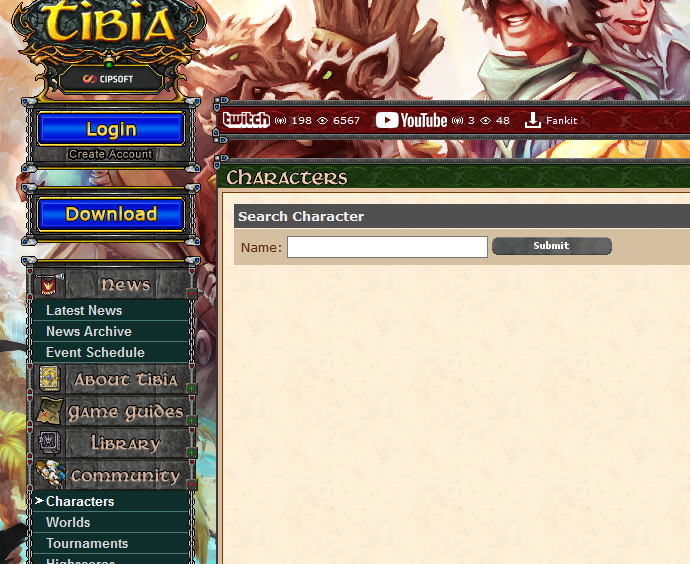 TIBIA
CIPSOFT
Login
Create Account
twitch 198 6567 YouTube 3 48 Fankit
Characters
Download
Search Character
Name: Submit
News
Latest News
News Archive
Event Schedule
About Tibia
Game Guides
Library
Community
Characters
Worlds
Tournaments
Highscores